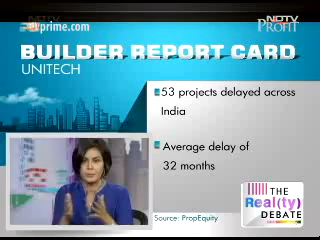 prime.com
NDTV
PROFIT
BUILDER REPORT CARD
UNITECH
53 projects delayed across
India
Average delay of
32 months
Source: PropEquity
THE
Real(ty)
DEBATE